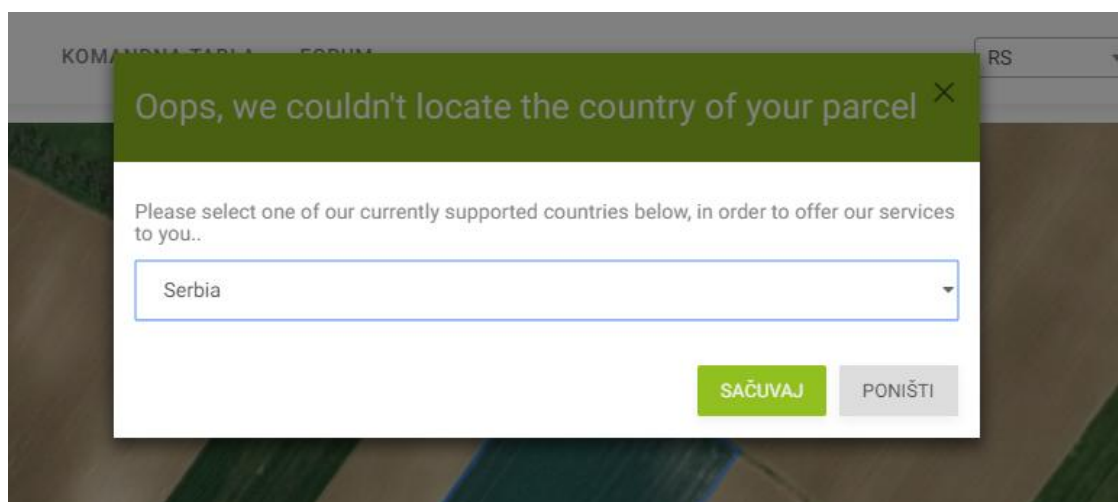 RS
Oops, we couldn't locate the country of your parcel
Please select one of our currently supported countries below, in order to offer our services
to you..
Serbia
SAČUVAJ PONIŠTI